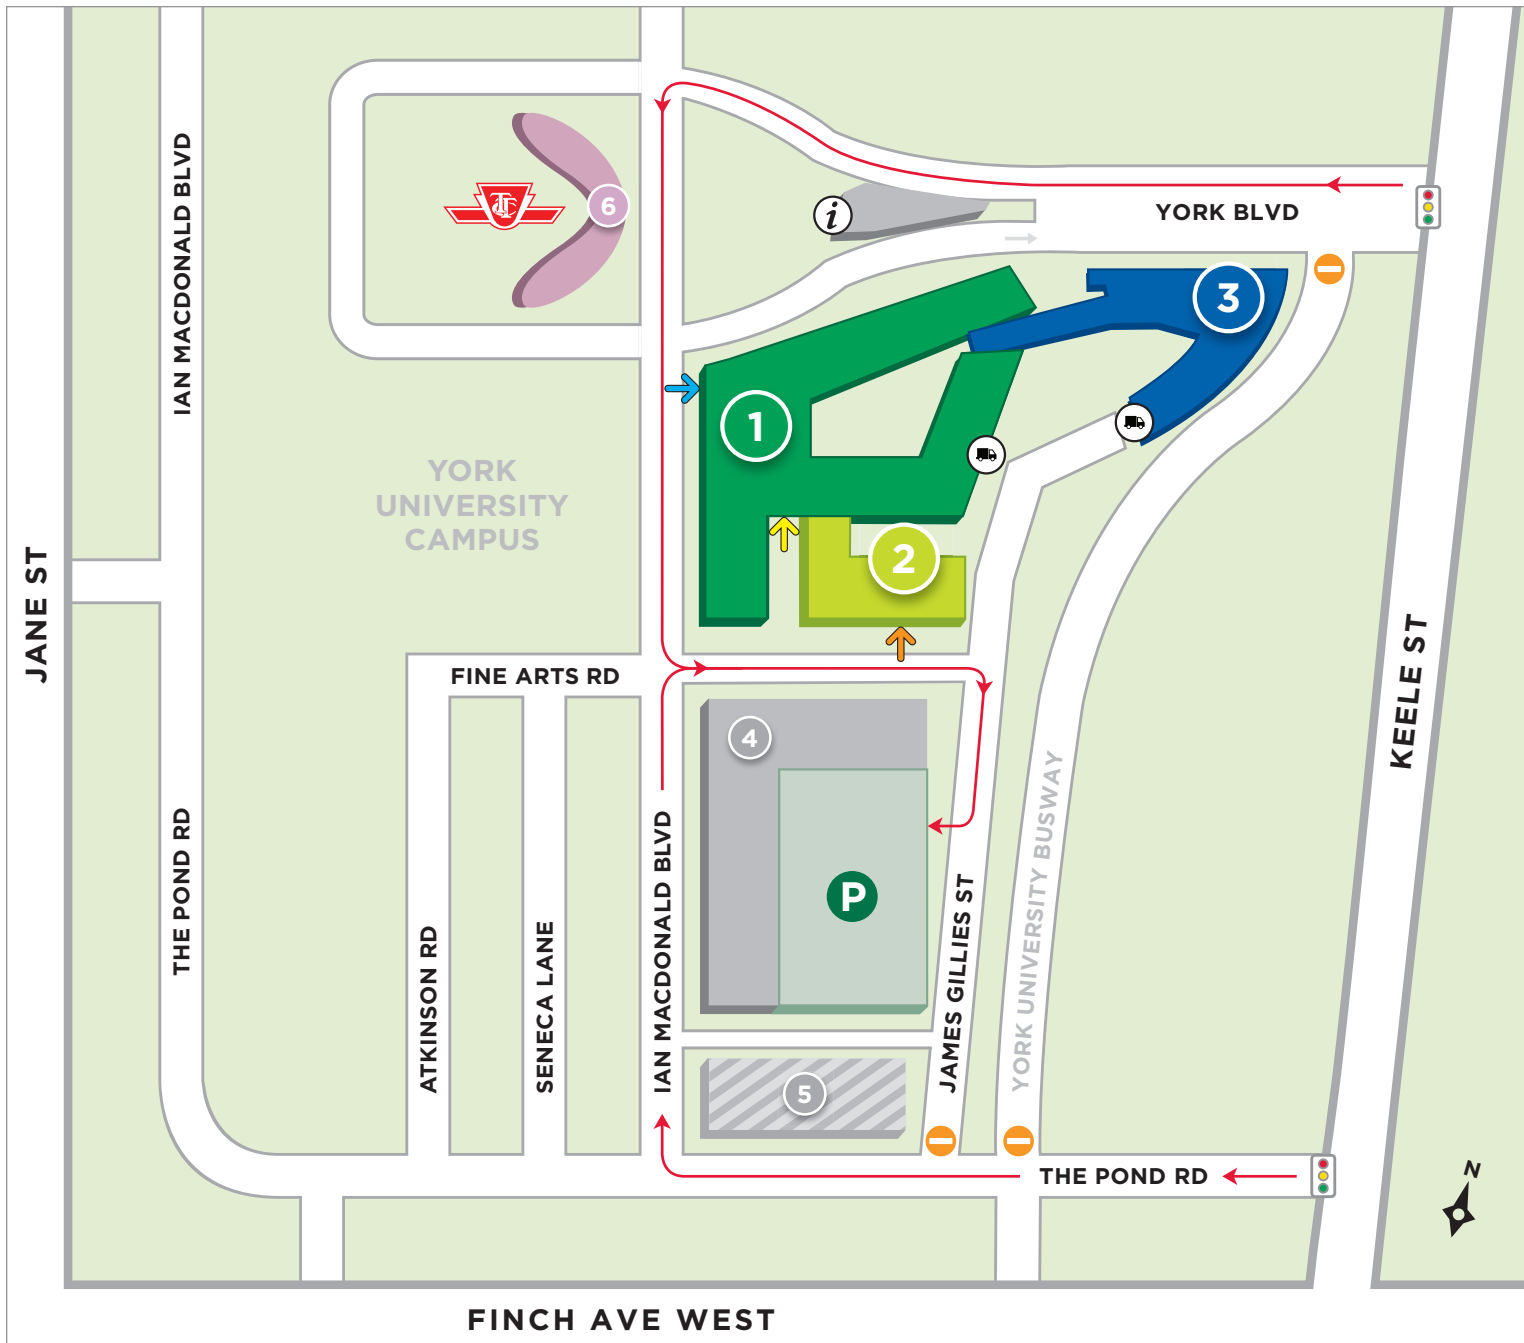 IAN MACDONALD BLVD
TTC
6
i
YORK BLVD
3
1
YORK
UNIVERSITY
CAMPUS
2
JANE ST
KEELE ST
FINE ARTS RD
4
THE POND RD
ATKINSON RD
SENECA LANE
IAN MACDONALD BLVD
P
JAMES GILLIES ST
YORK UNIVERSITY BUSWAY
5
THE POND RD
N
FINCH AVE WEST